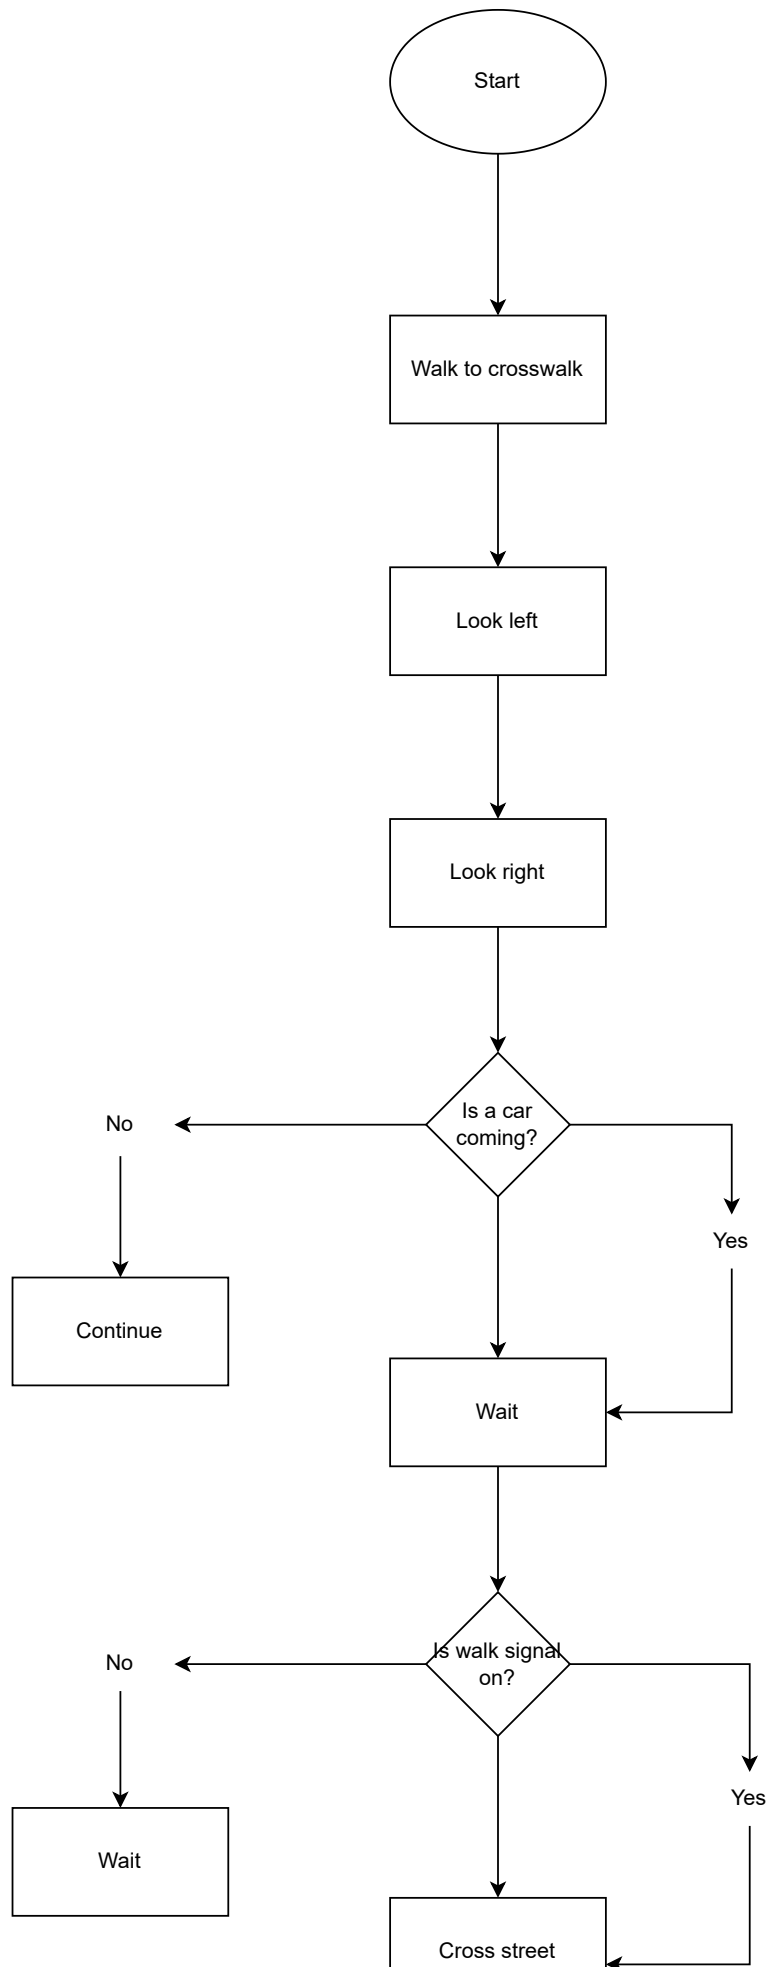 Start
Walk to crosswalk
Look left
Look right
Is a car
coming?
No
Yes
Continue
Wait
Is walk signal
on?
No
Yes
Wait
Cross street